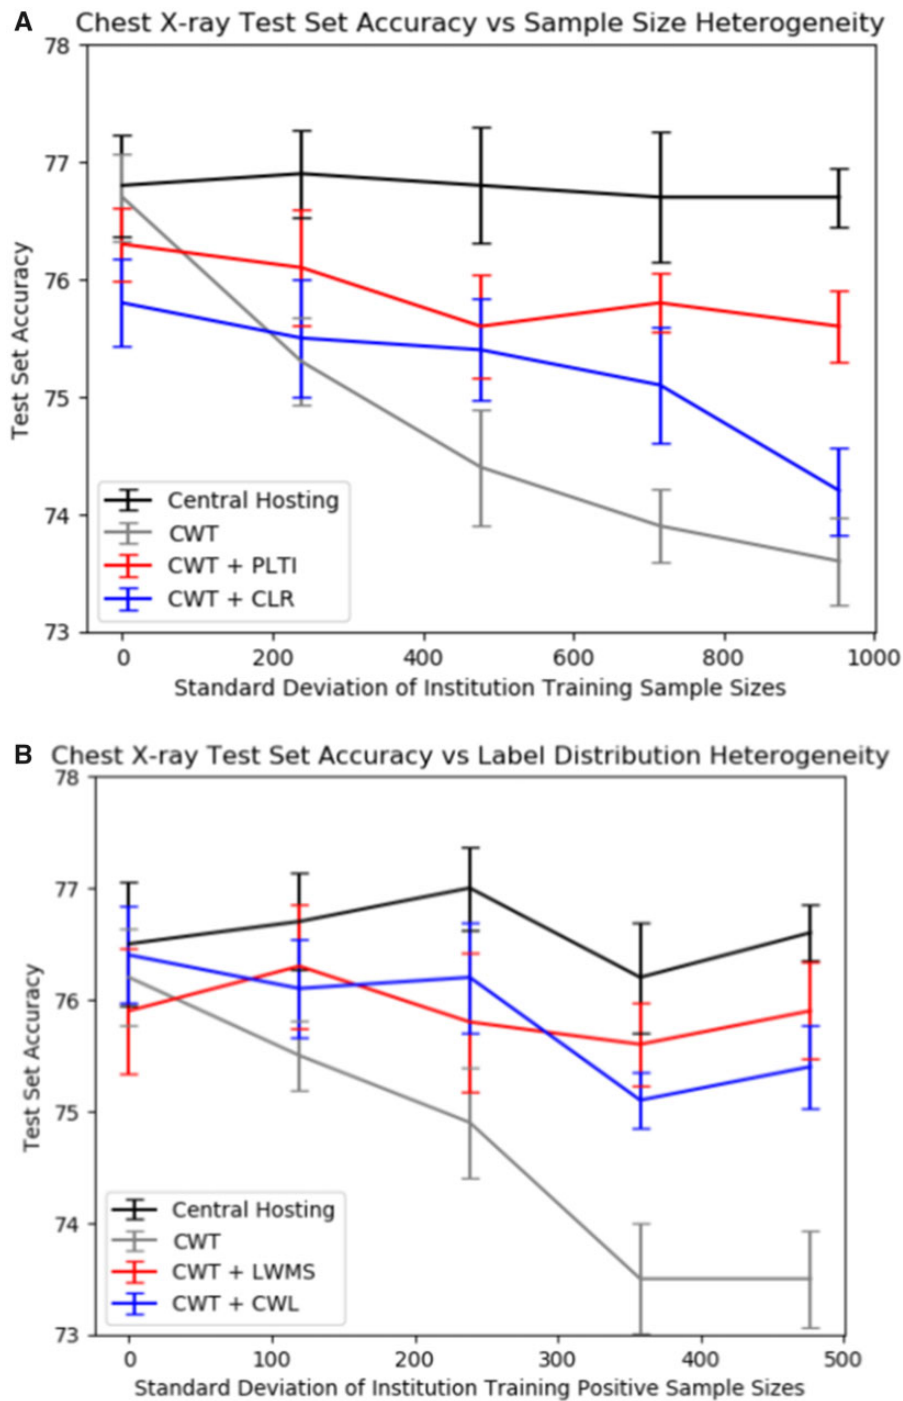 A Chest X-ray Test Set Accuracy vs Sample Size Heterogeneity
78
77
76
75
74
73
Test Set Accuracy
Central Hosting
CWT
CWT + PLTI
CWT + CLR
0 200 400 600 800 1000
Standard Deviation of Institution Training Sample Sizes
B Chest X-ray Test Set Accuracy vs Label Distribution Heterogeneity
78
77
76
75
74
73
Test Set Accuracy
Central Hosting
CWT
CWT + LWMS
CWT + CWL
0 100 200 300 400 500
Standard Deviation of Institution Training Positive Sample Sizes